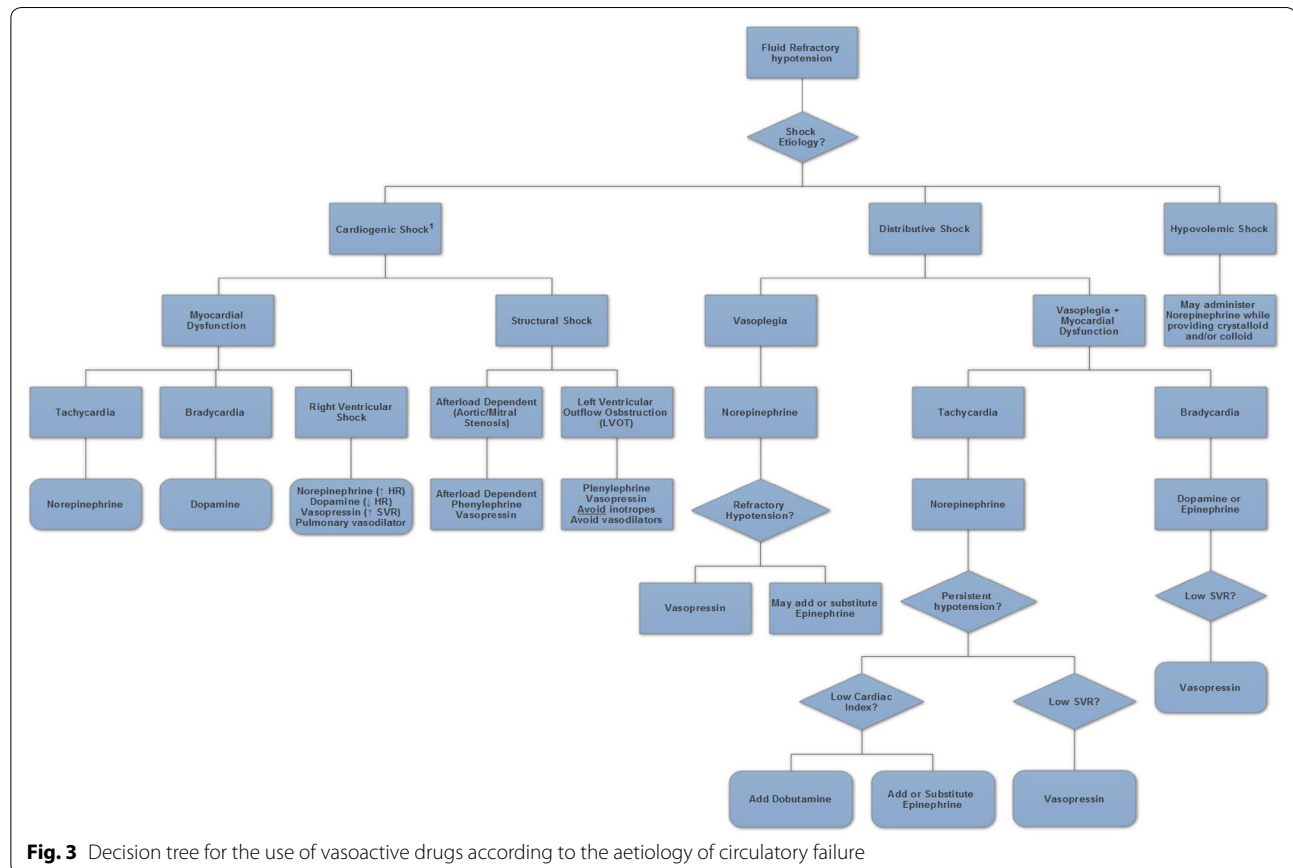 Fluid Refractory
hypotension
Shock
Etiology?
Cardiogenic Shock1
Distributive Shock
Hypovolemic Shock
Myocardial
Dysfunction
Structural Shock
Vasoplegia
Vasoplegia +
Myocardial
Dysfunction
May administer
Norepinephrine while
providing crystalloid
and/or colloid
Tachycardia
Bradycardia
Right Ventricular
Shock
Afterload Dependent
(Aortic/Mitral
Stenosis)
Left Ventricular
Outflow Osbstruction
(LVOT)
Norepinephrine
Tachycardia
Bradycardia
Norepinephrine
Dopamine
Norepinephrine (↑ HR)
Dopamine (↓ HR)
Vasopressin (↑ SVR)
Pulmonary vasodilator
Afterload Dependent
Phenylephrine
Vasopressin
Plenylephrine
Vasopressin
Avoid inotropes
Avoid vasodilators
Refractory
Hypotension?
Norepinephrine
Dopamine or
Epinephrine
Vasopressin
May add or substitute
Epinephrine
Persistent
hypotension?
Low SVR?
Low Cardiac
Index?
Low SVR?
Vasopressin
Add Dobutamine
Add or Substitute
Epinephrine
Vasopressin
Fig. 3 Decision tree for the use of vasoactive drugs according to the aetiology of circulatory failure